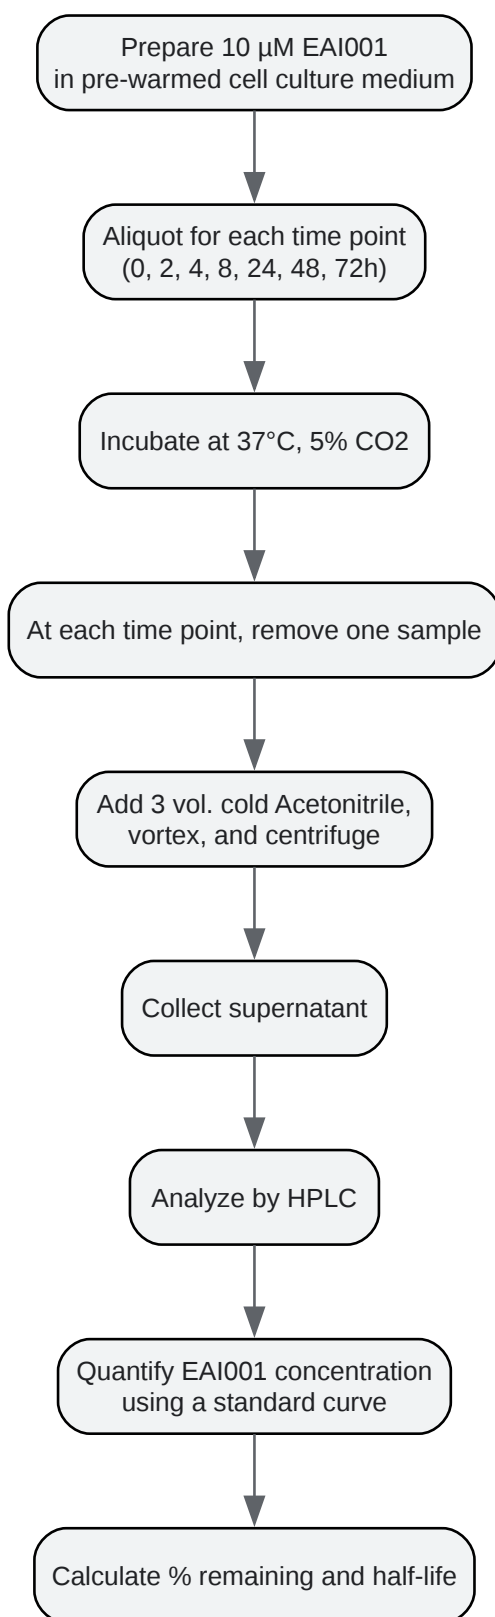 Prepare 10 µM EAI001
in pre-warmed cell culture medium
Aliquot for each time point
(0, 2, 4, 8, 24, 48, 72h)
Incubate at 37°C, 5% CO2
At each time point, remove one sample
Add 3 vol. cold Acetonitrile,
vortex, and centrifuge
Collect supernatant
Analyze by HPLC
Quantify EAI001 concentration
using a standard curve
Calculate % remaining and half-life